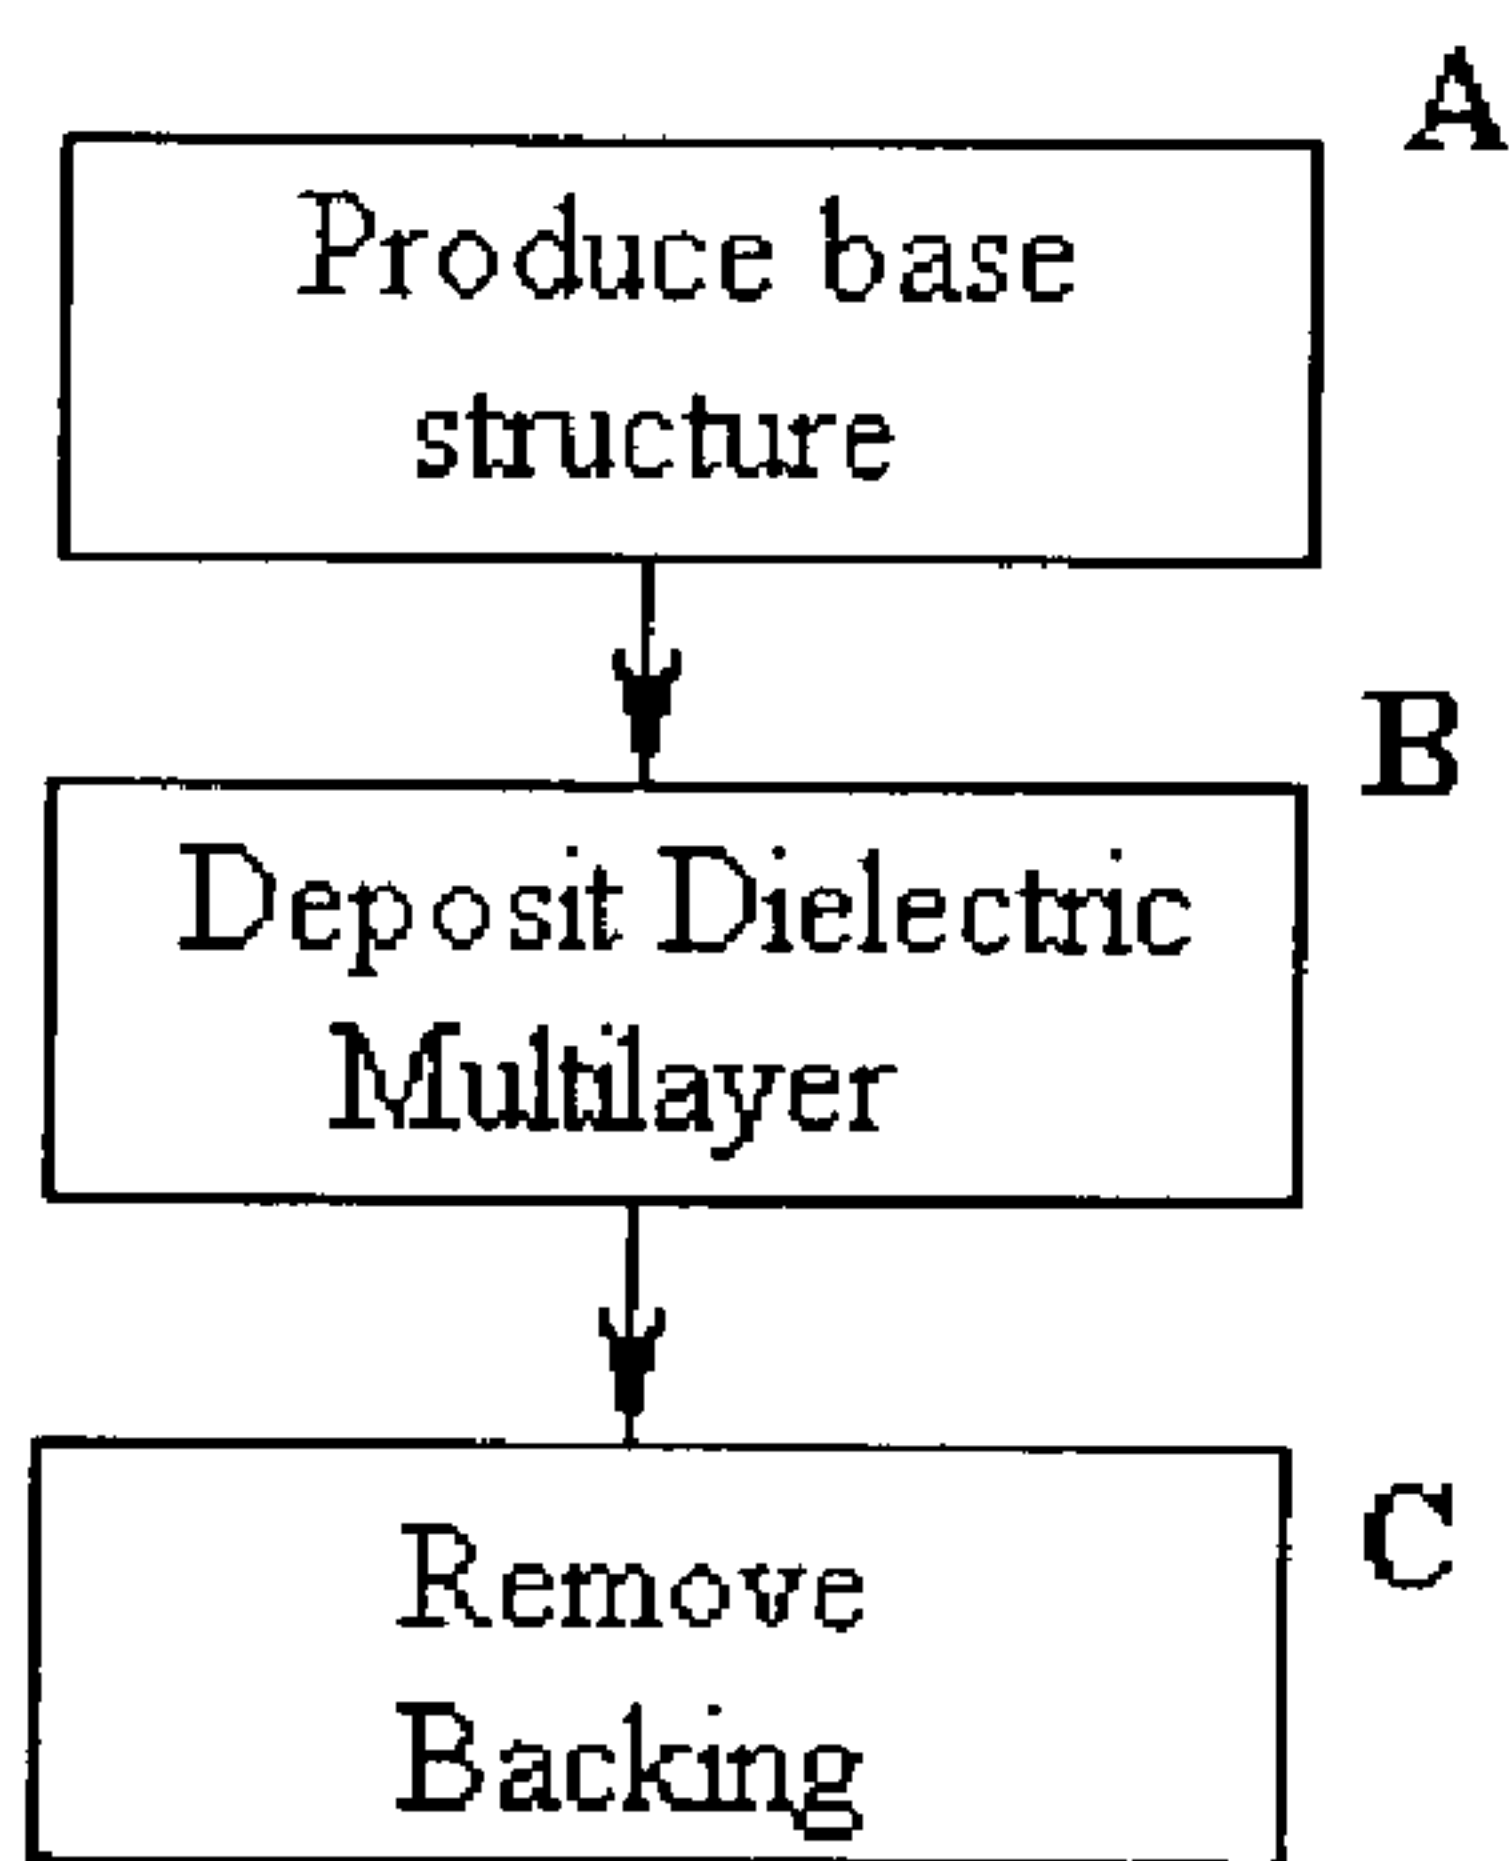 A
Produce base
structure
B
Deposit Dielectric
Multilayer
C
Remove
Backing